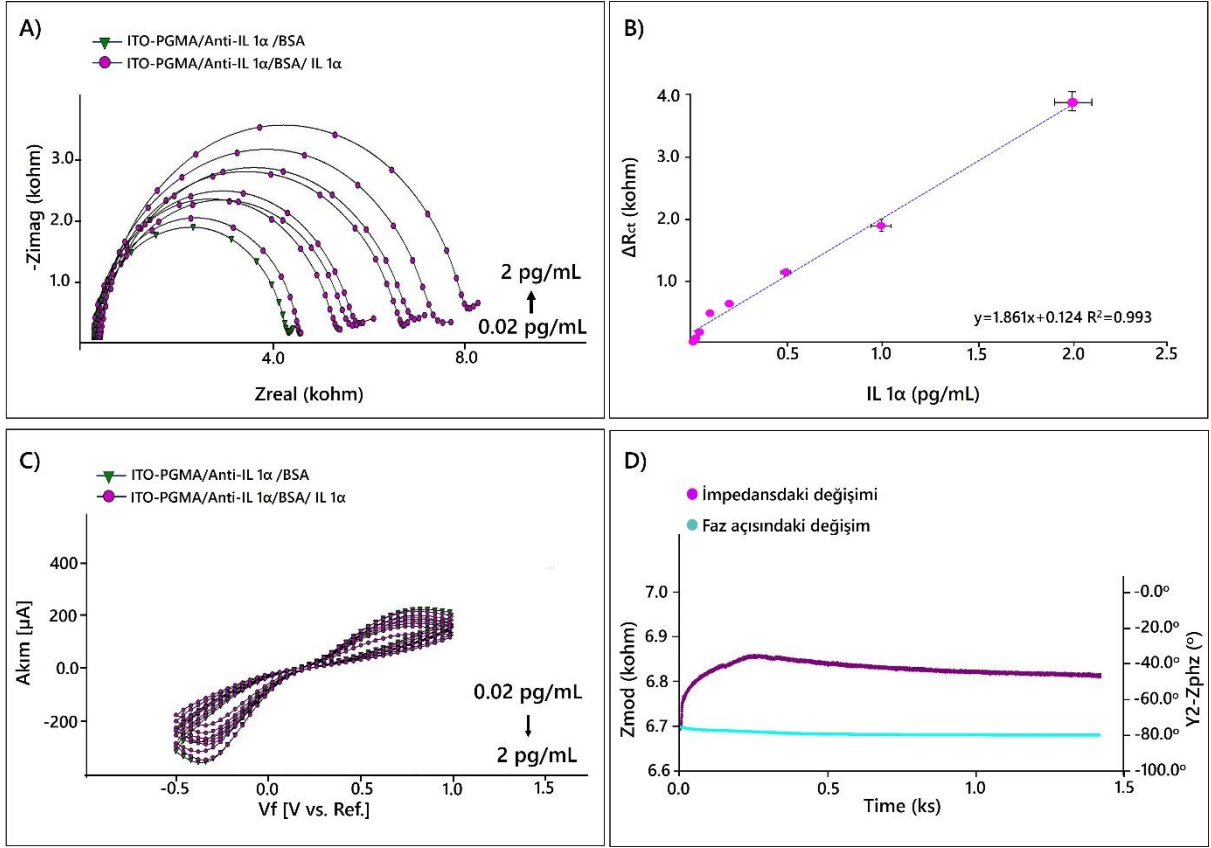 A)
ITO-PGMA/Anti-IL 1α /BSA
ITO-PGMA/Anti-IL 1α/BSA/ IL 1α
-Zimag (kohm)
3.0
2.0
1.0
2 pg/mL
0.02 pg/mL
4.0
8.0
Zreal (kohm)
B)
ΔRct (kohm)
4.0
3.0
2.0
1.0
y=1.861x+0.124 R²=0.993
0.5
1.0
1.5
2.0
2.5
IL 1α (pg/mL)
C)
ITO-PGMA/Anti-IL 1α /BSA
ITO-PGMA/Anti-IL 1α/BSA/ IL 1α
Akım [µA]
400
200
0.0
-200
0.02 pg/mL
2 pg/mL
-0.5
0.0
0.5
1.0
1.5
Vf [V vs. Ref.]
D)
İmpedansdaki değişimi
Faz açısındaki değişim
Zmod (kohm)
7.0
6.9
6.8
6.7
6.6
-0.0°
-20.0°
-40.0°
-60.0°
-80.0°
-100.0°
Y2-Zphz (°)
0.0
0.5
1.0
1.5
Time (ks)